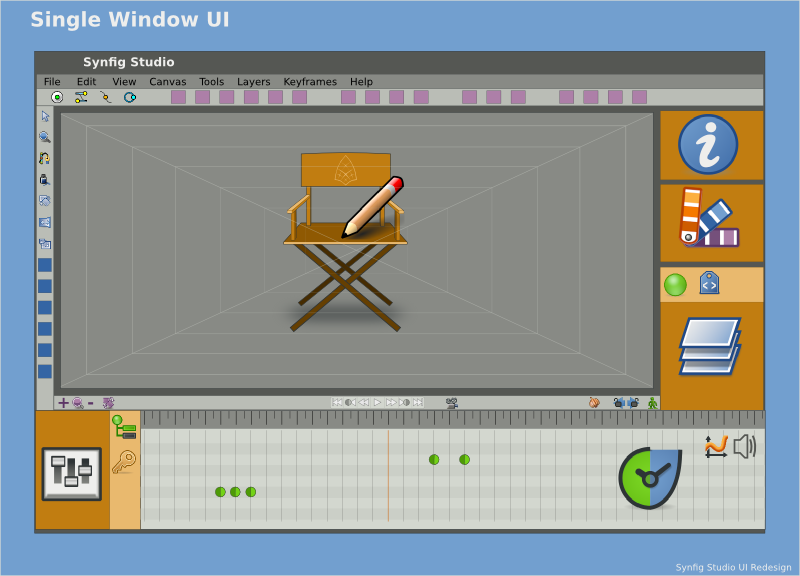 Single Window UI
Synfig Studio
File Edit View Canvas Tools Layers Keyframes Help
Synfig Studio UI Redesign